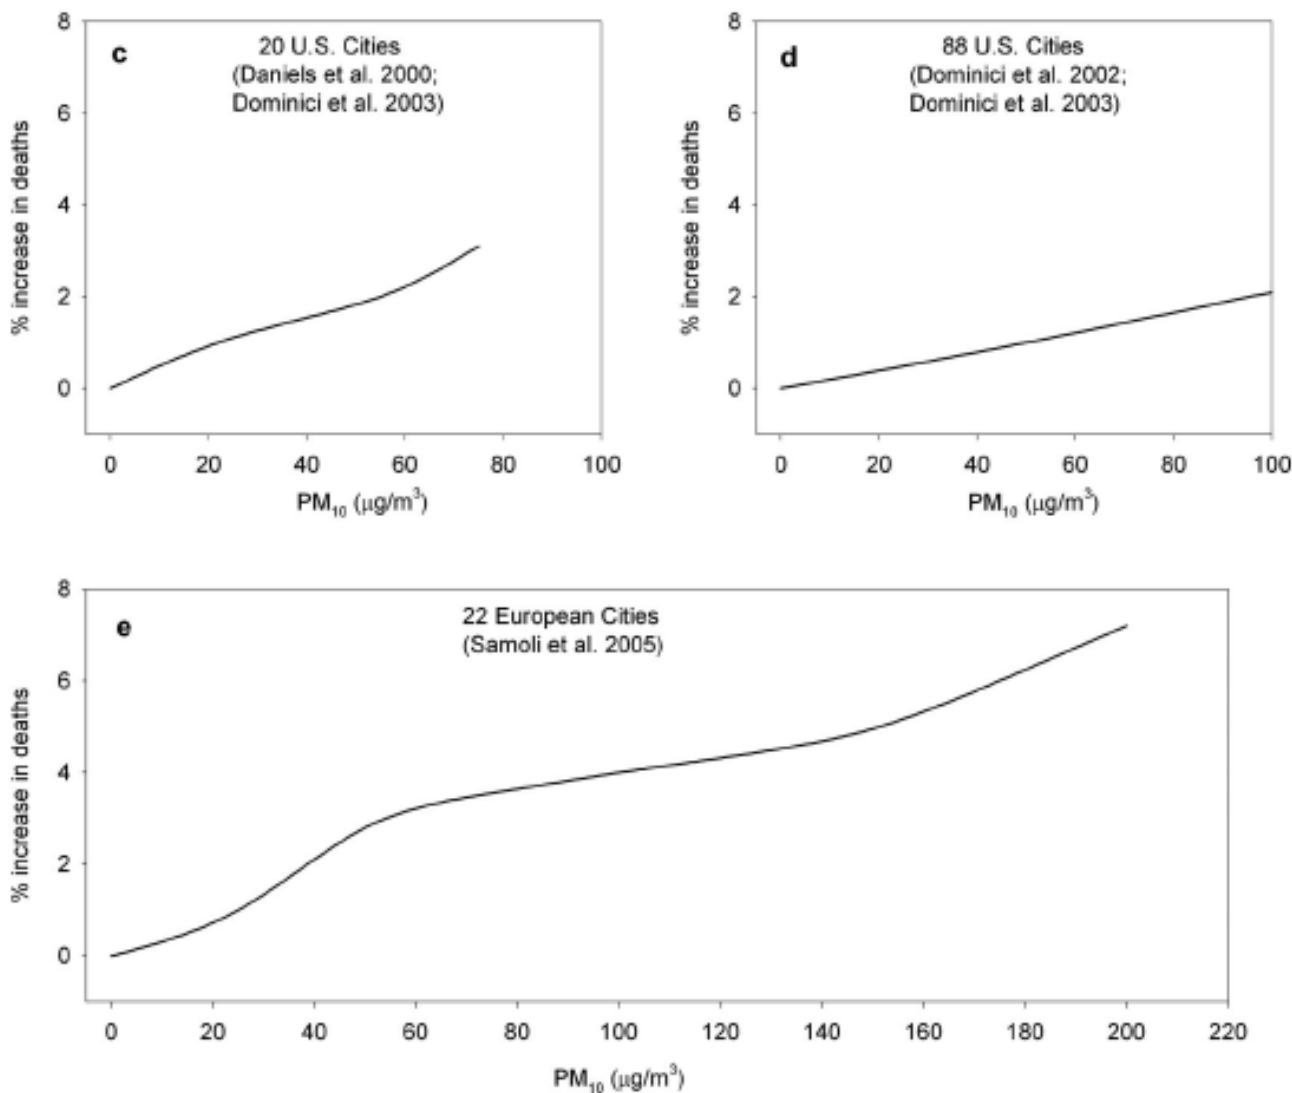 c
20 U.S. Cities
(Daniels et al. 2000;
Dominici et al. 2003)
% increase in deaths
8
6
4
2
0
0 20 40 60 80 100
PM₁₀ (μg/m³)
d
88 U.S. Cities
(Dominici et al. 2002;
Dominici et al. 2003)
% increase in deaths
8
6
4
2
0
0 20 40 60 80 100
PM₁₀ (μg/m³)
e
22 European Cities
(Samoli et al. 2005)
% increase in deaths
8
6
4
2
0
0 20 40 60 80 100 120 140 160 180 200 220
PM₁₀ (μg/m³)